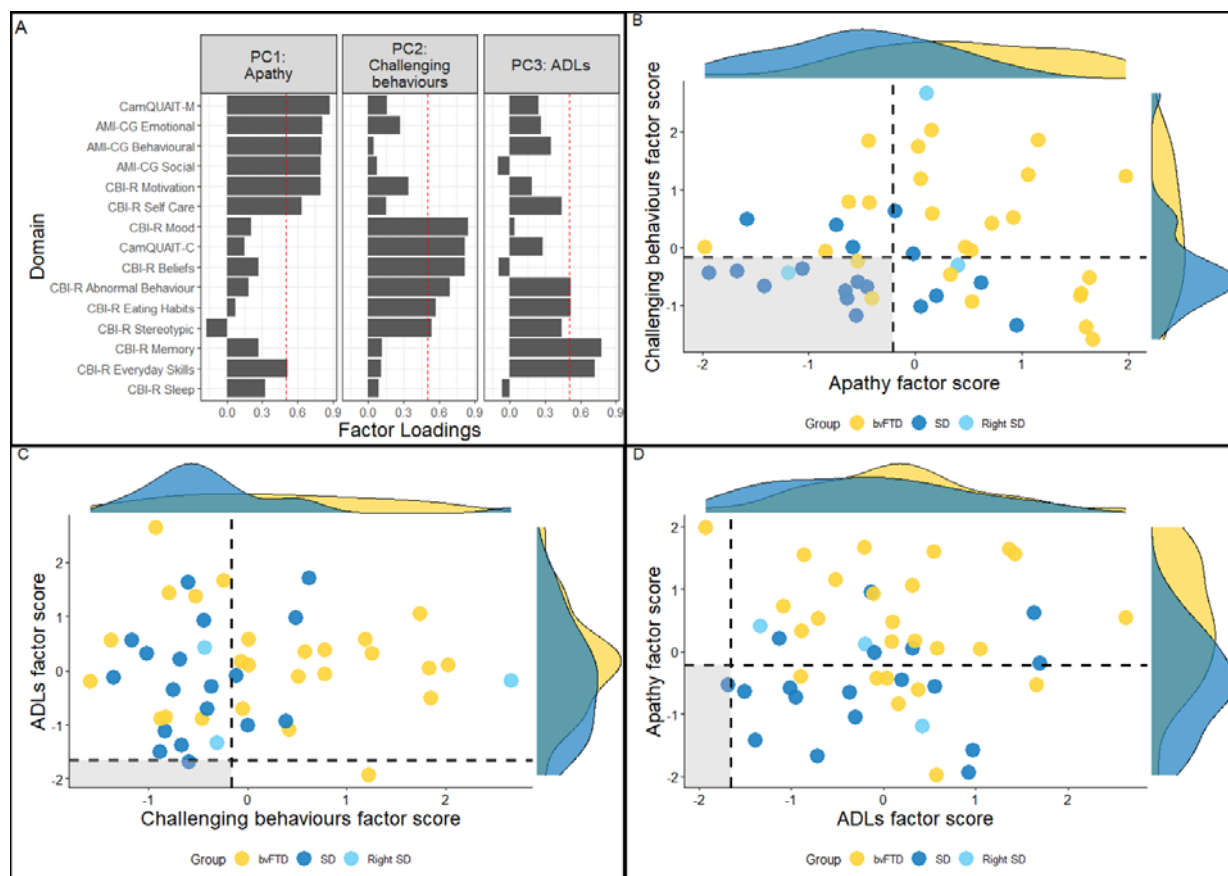 A
PC1:
Apathy
PC2:
Challenging
behaviours
PC3: ADLs
Domain
CamQUAIT-M
AMI-CG Emotional
AMI-CG Behavioural
AMI-CG Social
CBI-R Motivation
CBI-R Self Care
CBI-R Mood
CamQUAIT-C
CBI-R Beliefs
CBI-R Abnormal Behaviour
CBI-R Eating Habits
CBI-R Stereotypic
CBI-R Memory
CBI-R Everyday Skills
CBI-R Sleep
0.0 0.3 0.6 0.9 0.0 0.3 0.6 0.9 0.0 0.3 0.6 0.9
Factor Loadings
B
Challenging behaviours factor score
2
1
0
-1
-2 -1 0 1 2
Apathy factor score
Group bvFTD SD Right SD
C
ADLs factor score
2
1
0
-1
-2
-1 0 1 2
Challenging behaviours factor score
Group bvFTD SD Right SD
D
Apathy factor score
2
1
0
-1
-2
-2 -1 0 1 2
ADLs factor score
Group bvFTD SD Right SD